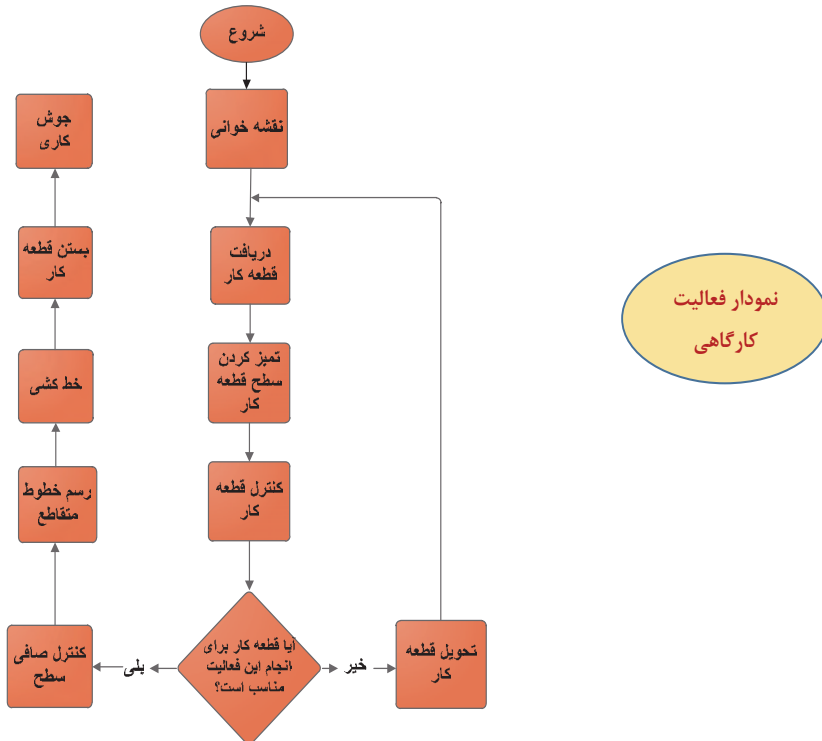 شروع
نقشه خوانی
دریافت
قطعه کار
تمیز کردن
سطح قطعه
کار
کنترل قطعه
کار
آیا قطعه کار برای
انجام این فعالیت
مناسب است؟
خیر
تحویل قطعه
کار
بلی
کنترل صافی
سطح
رسم خطوط
متقاطع
خط کشی
بستن قطعه
کار
جوش
کاری
نمودار فعالیت
کارگاهی